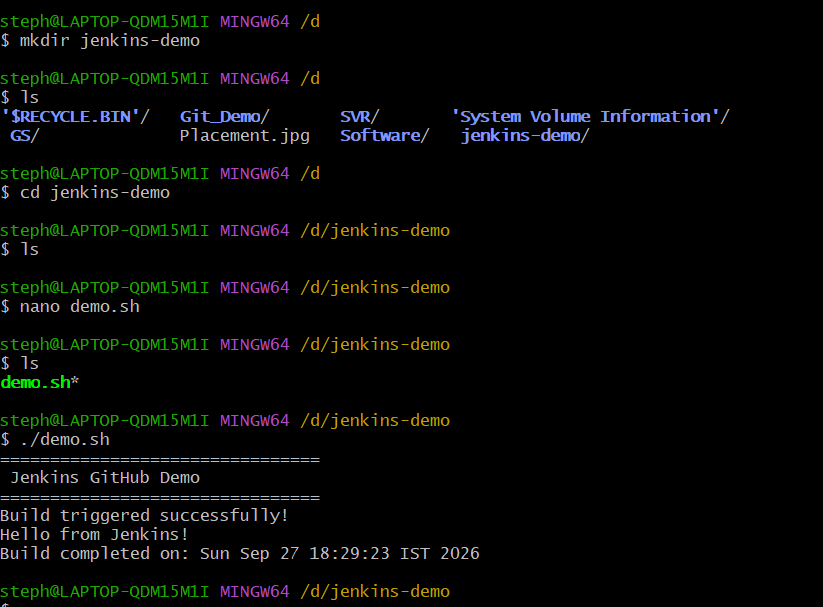 steph@LAPTOP-QDM15M1I MINGW64 /d
$ mkdir jenkins-demo
steph@LAPTOP-QDM15M1I MINGW64 /d
$ ls
'$RECYCLE.BIN'/   Git_Demo/       SVR/       'System Volume Information'/
 GS/              Placement.jpg   Software/   jenkins-demo/
steph@LAPTOP-QDM15M1I MINGW64 /d
$ cd jenkins-demo
steph@LAPTOP-QDM15M1I MINGW64 /d/jenkins-demo
$ ls
steph@LAPTOP-QDM15M1I MINGW64 /d/jenkins-demo
$ nano demo.sh
steph@LAPTOP-QDM15M1I MINGW64 /d/jenkins-demo
$ ls
demo.sh*
steph@LAPTOP-QDM15M1I MINGW64 /d/jenkins-demo
$ ./demo.sh
================================
 Jenkins GitHub Demo
================================
Build triggered successfully!
Hello from Jenkins!
Build completed on: Sun Sep 27 18:29:23 IST 2026
steph@LAPTOP-QDM15M1I MINGW64 /d/jenkins-demo